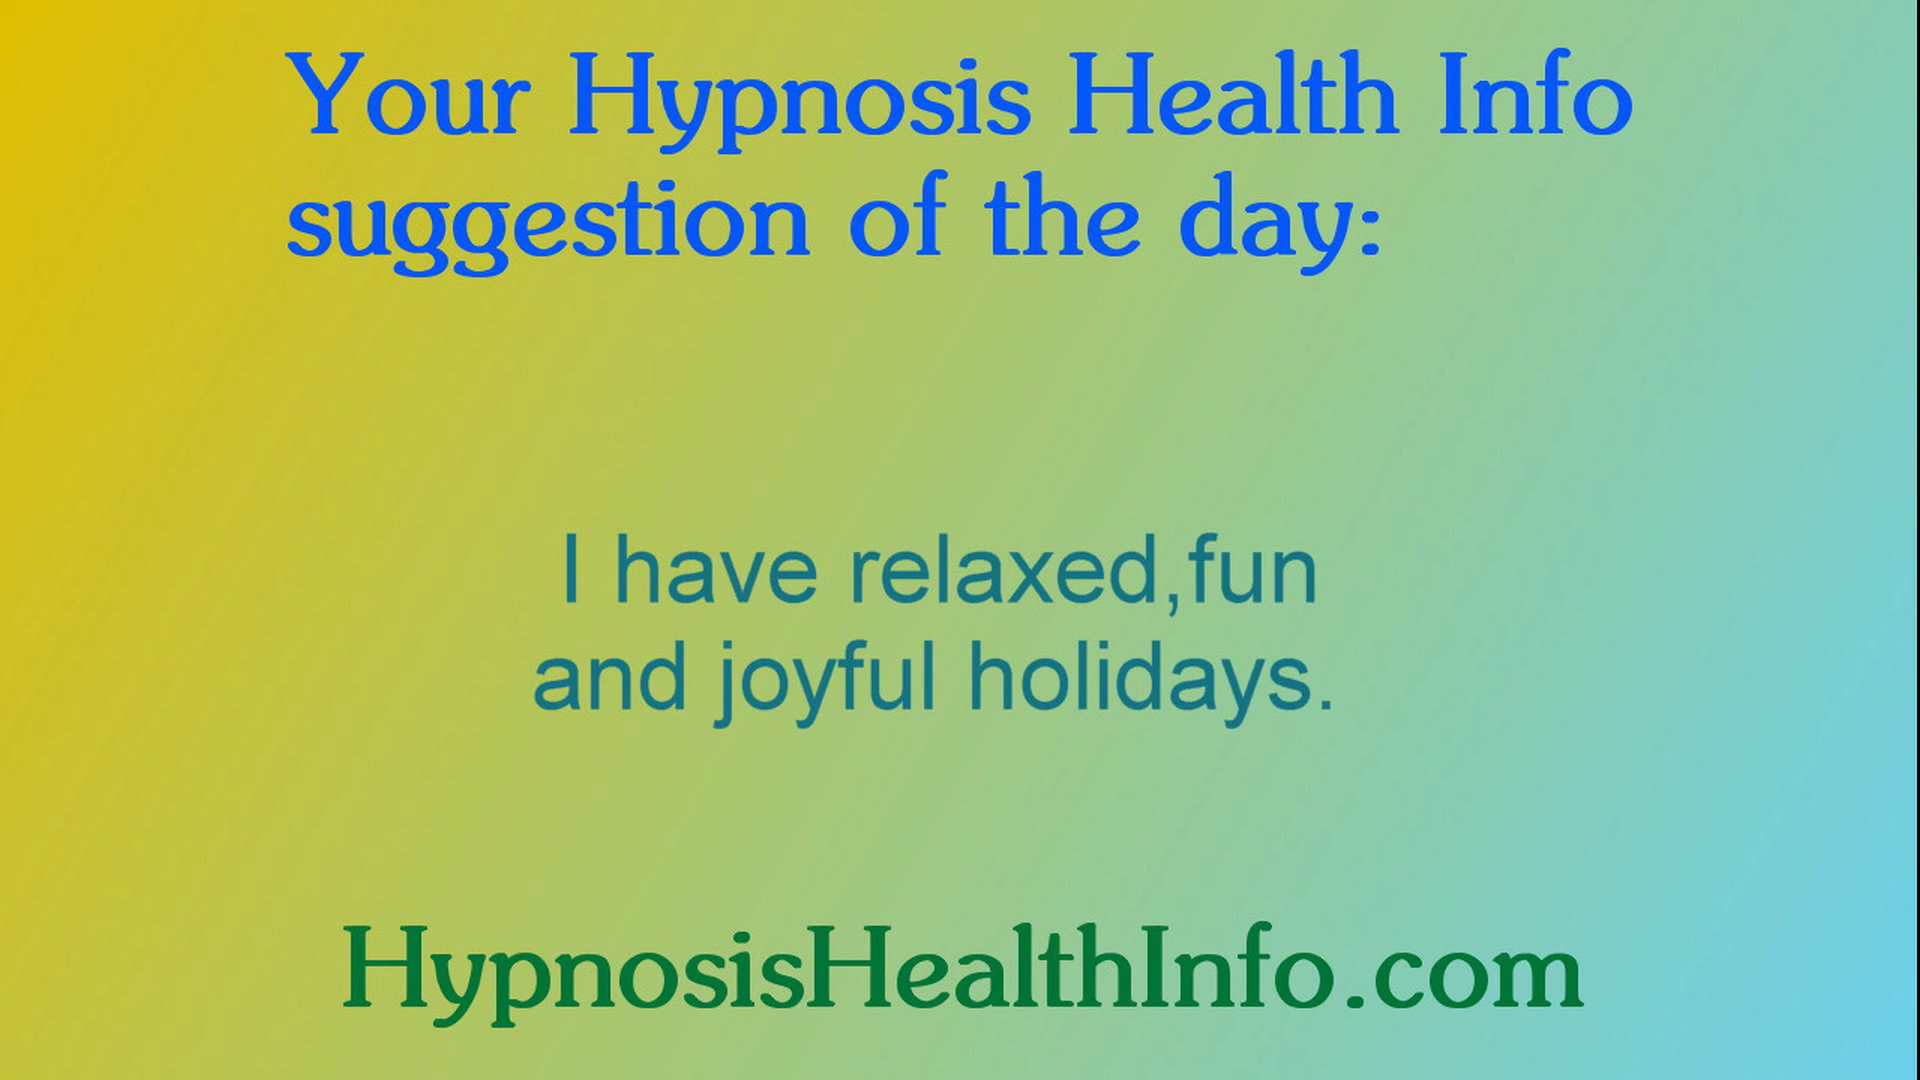 Your Hypnosis Health Info
suggestion of the day:
I have relaxed,fun
and joyful holidays.
HypnosisHealthInfo.com